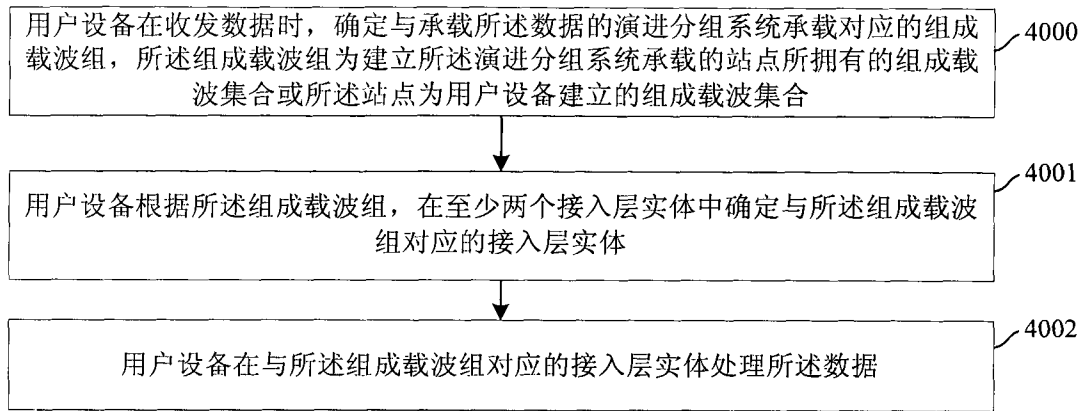 用户设备在收发数据时，确定与承载所述数据的演进分组系统承载对应的组成
载波组，所述组成载波组为建立所述演进分组系统承载的站点所拥有的组成载
波集合或所述站点为用户设备建立的组成载波集合
4000
用户设备根据所述组成载波组，在至少两个接入层实体中确定与所述组成载波
组对应的接入层实体
4001
用户设备在与所述组成载波组对应的接入层实体处理所述数据
4002